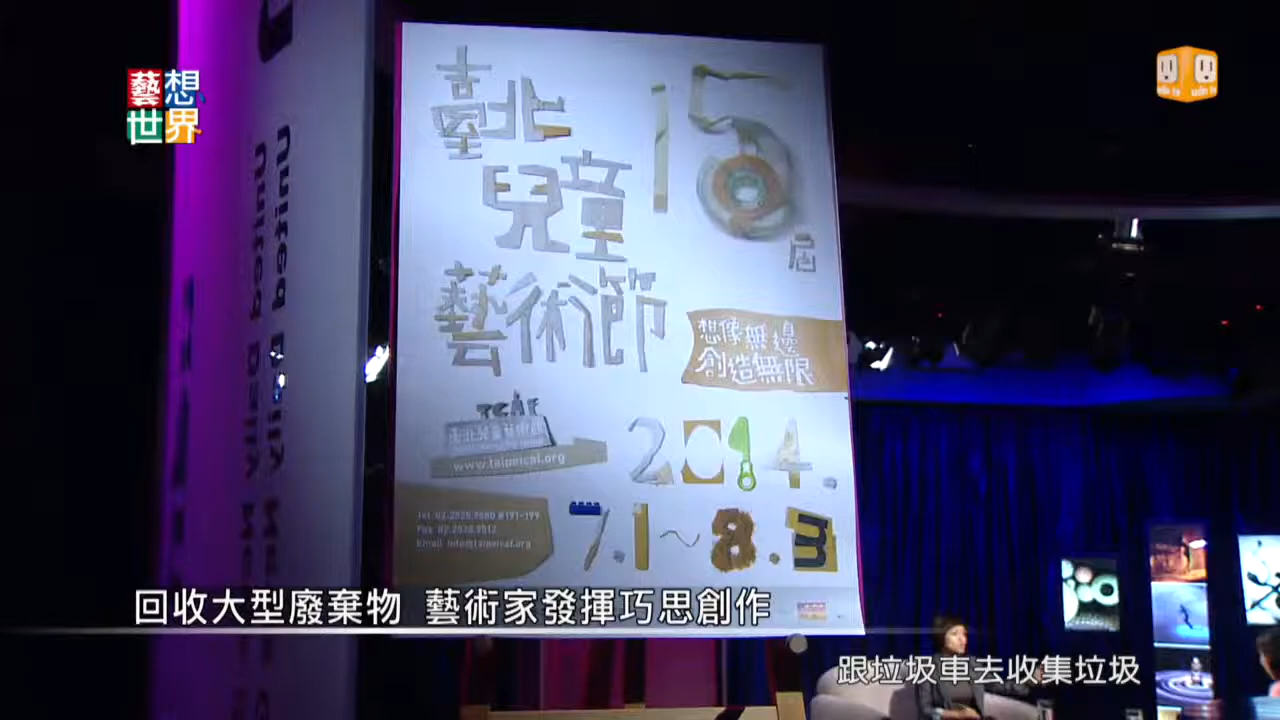 藝想
世界
臺北
兒童
藝術節
15
屆
想像無邊
創造無限
TCAF
臺北兒童藝術節
www.taipeicaf.org
2014.
7.1~8.3
回收大型廢棄物 藝術家發揮巧思創作
跟垃圾車去收集垃圾